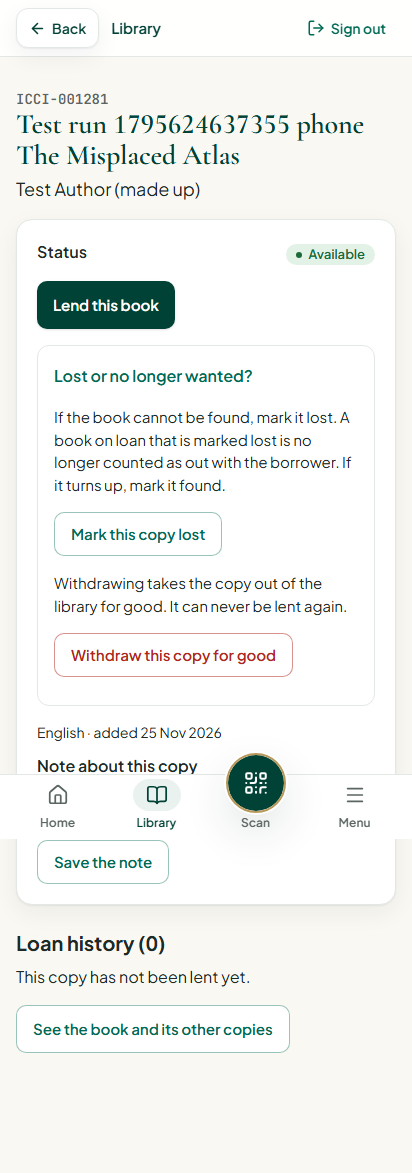 Back
Library
Sign out
ICCI-001281
Test run 1795624637355 phone
The Misplaced Atlas
Test Author (made up)
Status
Available
Lend this book
Lost or no longer wanted?
If the book cannot be found, mark it lost. A
book on loan that is marked lost is no
longer counted as out with the borrower. If
it turns up, mark it found.
Mark this copy lost
Withdrawing takes the copy out of the
library for good. It can never be lent again.
Withdraw this copy for good
English · added 25 Nov 2026
Note about this copy
Home
Library
Scan
Menu
Save the note
Loan history (0)
This copy has not been lent yet.
See the book and its other copies